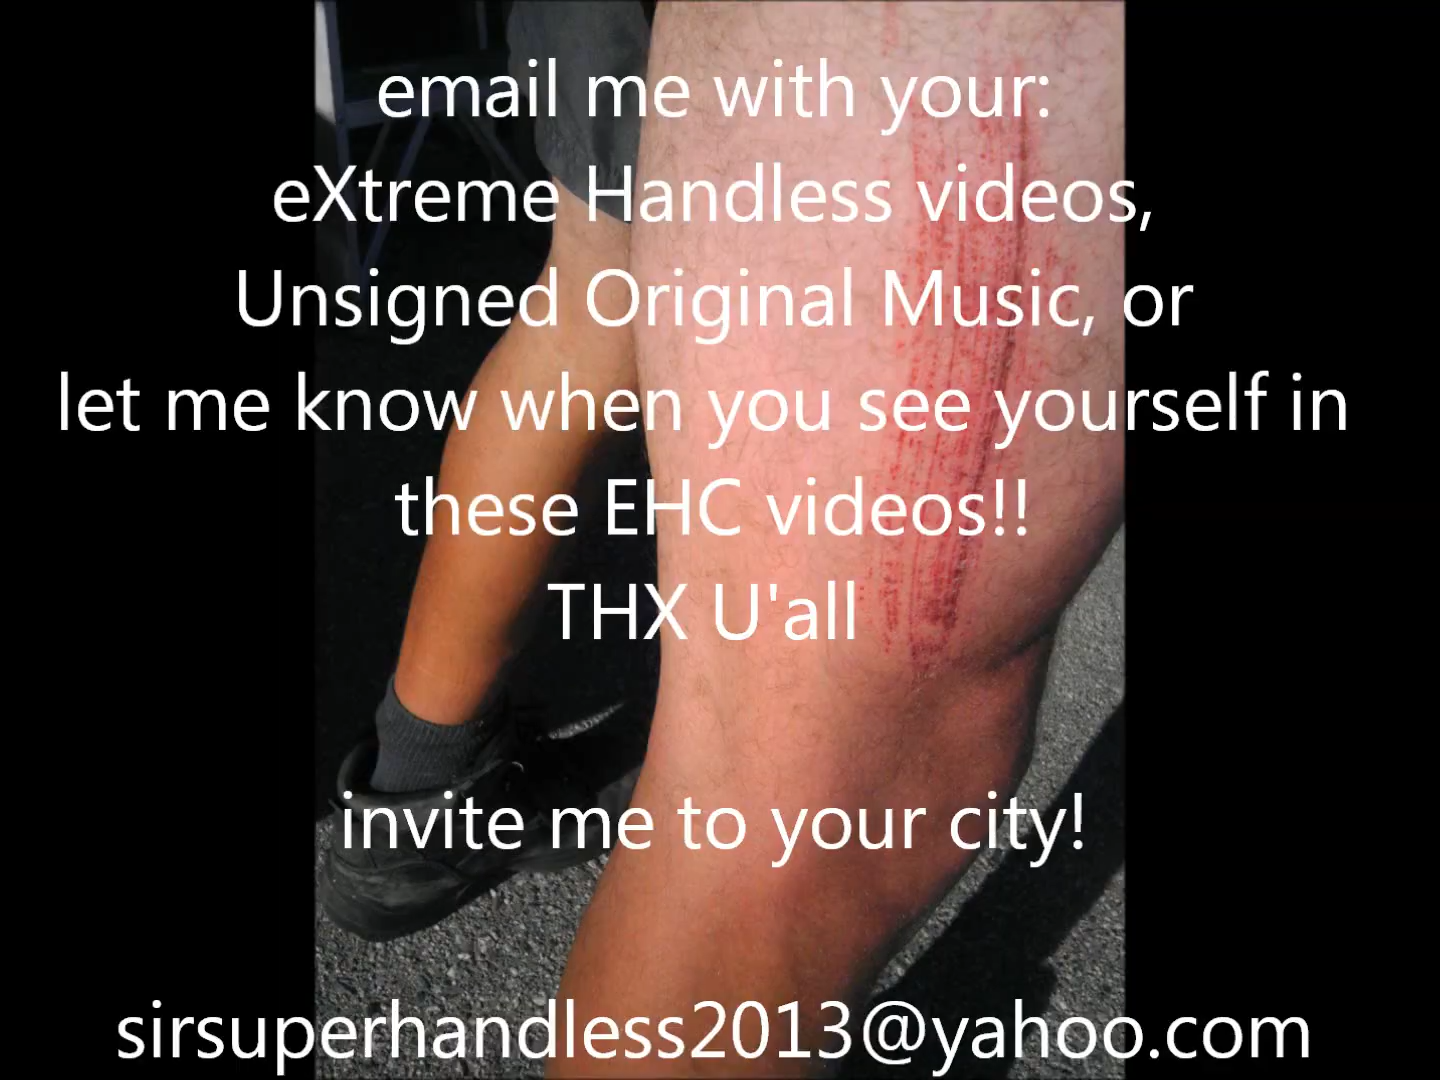 email me with your:
eXtreme Handless videos,
Unsigned Original Music, or
let me know when you see yourself in
these EHC videos!!
THX U'all
invite me to your city!
sirsuperhandless2013@yahoo.com